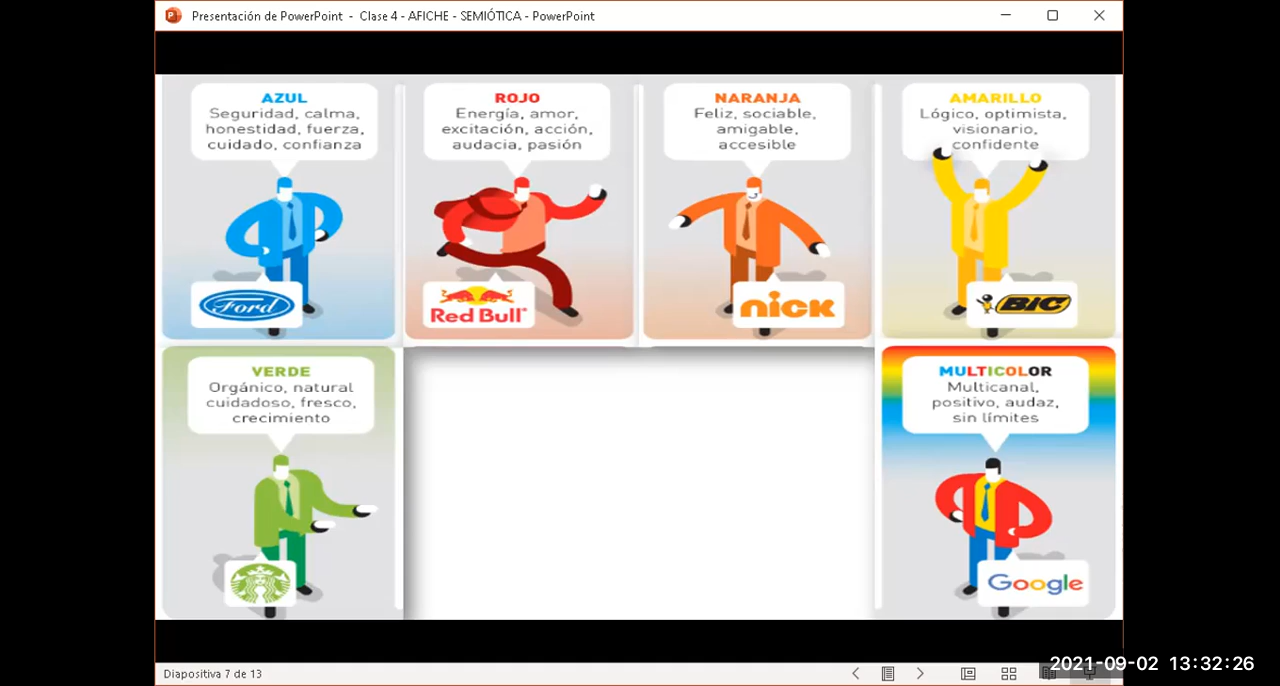 Presentación de PowerPoint - Clase 4 - AFICHE - SEMIÓTICA - PowerPoint
AZUL
Seguridad, calma,
honestidad, fuerza,
cuidado, confianza
Ford
ROJO
Energía, amor,
excitación, acción,
audacia, pasión
Red Bull
NARANJA
Feliz, sociable,
amigable,
accesible
nick
AMARILLO
Lógico, optimista,
visionario,
confidente
BIC
VERDE
Orgánico, natural
cuidadoso, fresco,
crecimiento
MULTICOLOR
Multicanal,
positivo, audaz,
sin límites
Google
Diapositiva 7 de 13
2021-09-02 13:32:26